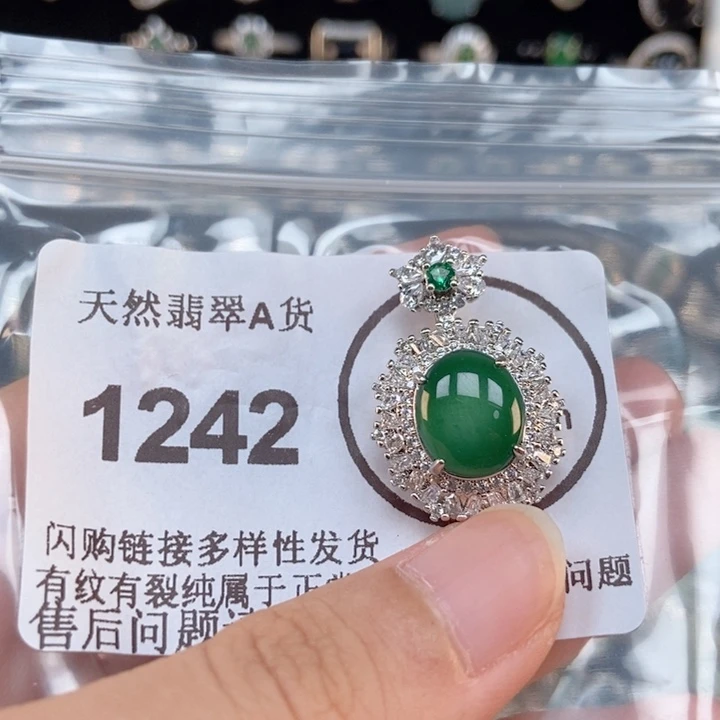 天然翡翠A货
1242
闪购链接多样性发货
有纹有裂纯属于正
问题
售后问题